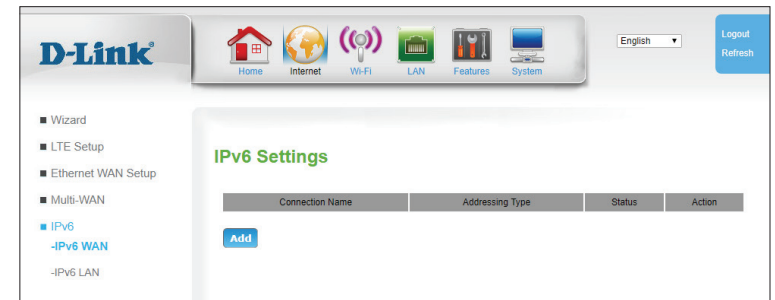 D-Link
Home Internet Wi-Fi LAN Features System
English
Logout
Refresh
Wizard
LTE Setup
Ethernet WAN Setup
Multi-WAN
IPv6
-IPv6 WAN
-IPv6 LAN
IPv6 Settings
Connection Name Addressing Type Status Action
Add